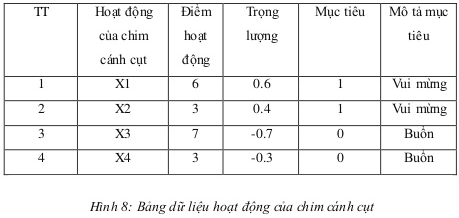 TT Hoạt động Điểm Trọng Mục tiêu Mô tả mục
của chim hoạt lượng tiêu
cánh cụt động
1 X1 6 0.6 1 Vui mừng
2 X2 3 0.4 1 Vui mừng
3 X3 7 -0.7 0 Buồn
4 X4 3 -0.3 0 Buồn
Hình 8: Bảng dữ liệu hoạt động của chim cánh cụt